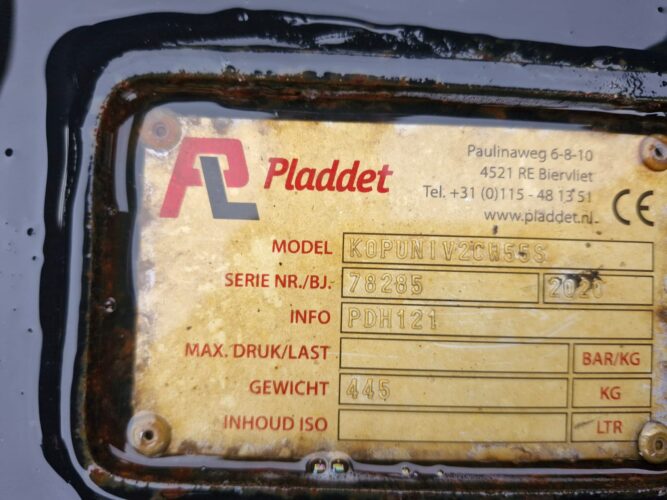 PL Pladdet
Paulinaweg 6-8-10
4521 RE Biervliet
Tel. +31 (0)115 - 48 13 51
www.pladdet.nl
CE
MODEL KOPUNIV2CW55S
SERIE NR./BJ. 78285 2020
INFO PDH121
MAX. DRUK/LAST BAR/KG
GEWICHT 445 KG
INHOUD ISO LTR